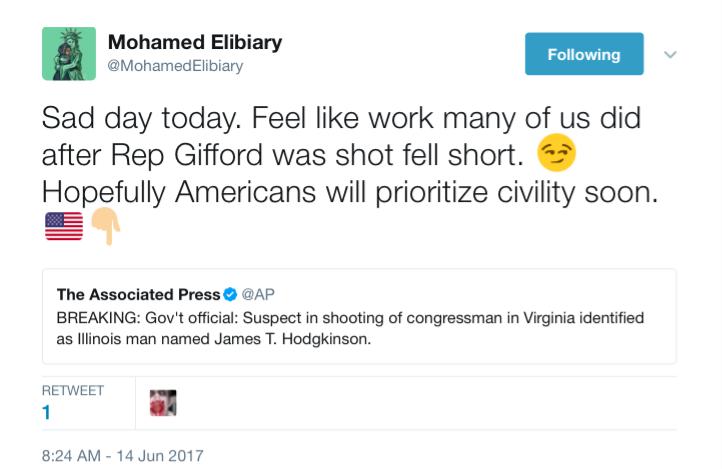 Mohamed Elibiary
@MohamedElibiary
Following
Sad day today. Feel like work many of us did
after Rep Gifford was shot fell short. 😏
Hopefully Americans will prioritize civility soon.
🇺🇸👇🏼
The Associated Press @AP
BREAKING: Gov't official: Suspect in shooting of congressman in Virginia identified
as Illinois man named James T. Hodgkinson.
RETWEET
1
8:24 AM - 14 Jun 2017